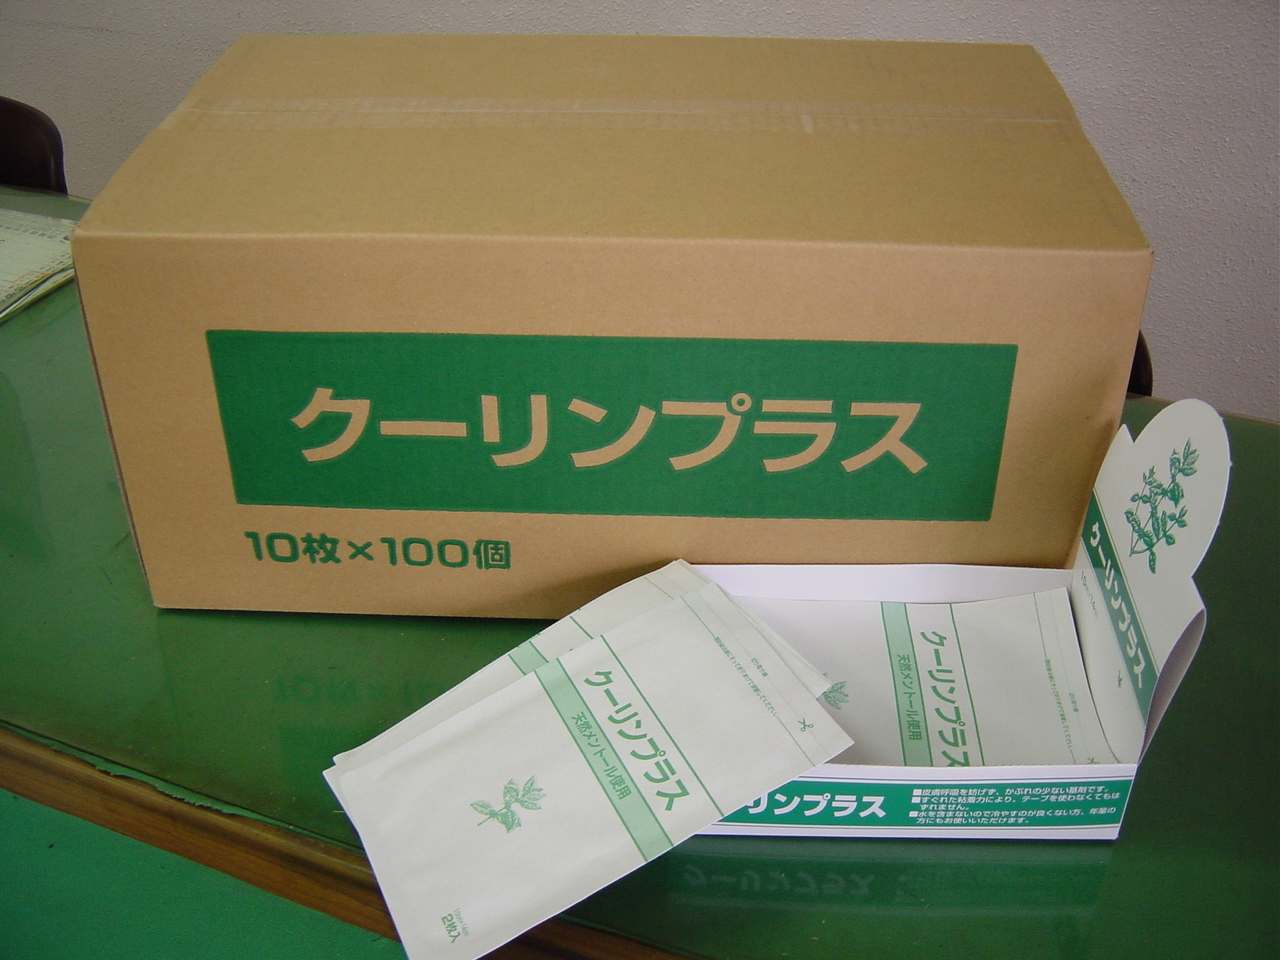 クーリンプラス
10枚×100個
クーリンプラス
天然メントール使用
10cm×14cm
2枚入
クーリンプラス
天然メントール使用
クーリンプラス
リンプラス
■皮膚呼吸を妨げず、かぶれの少ない基剤です。
■すぐれた粘着力により、テープを使わなくてもは
ずれません。
■水を含まないので冷やすのが良くない方、年輩の
方にもお使いいただけます。